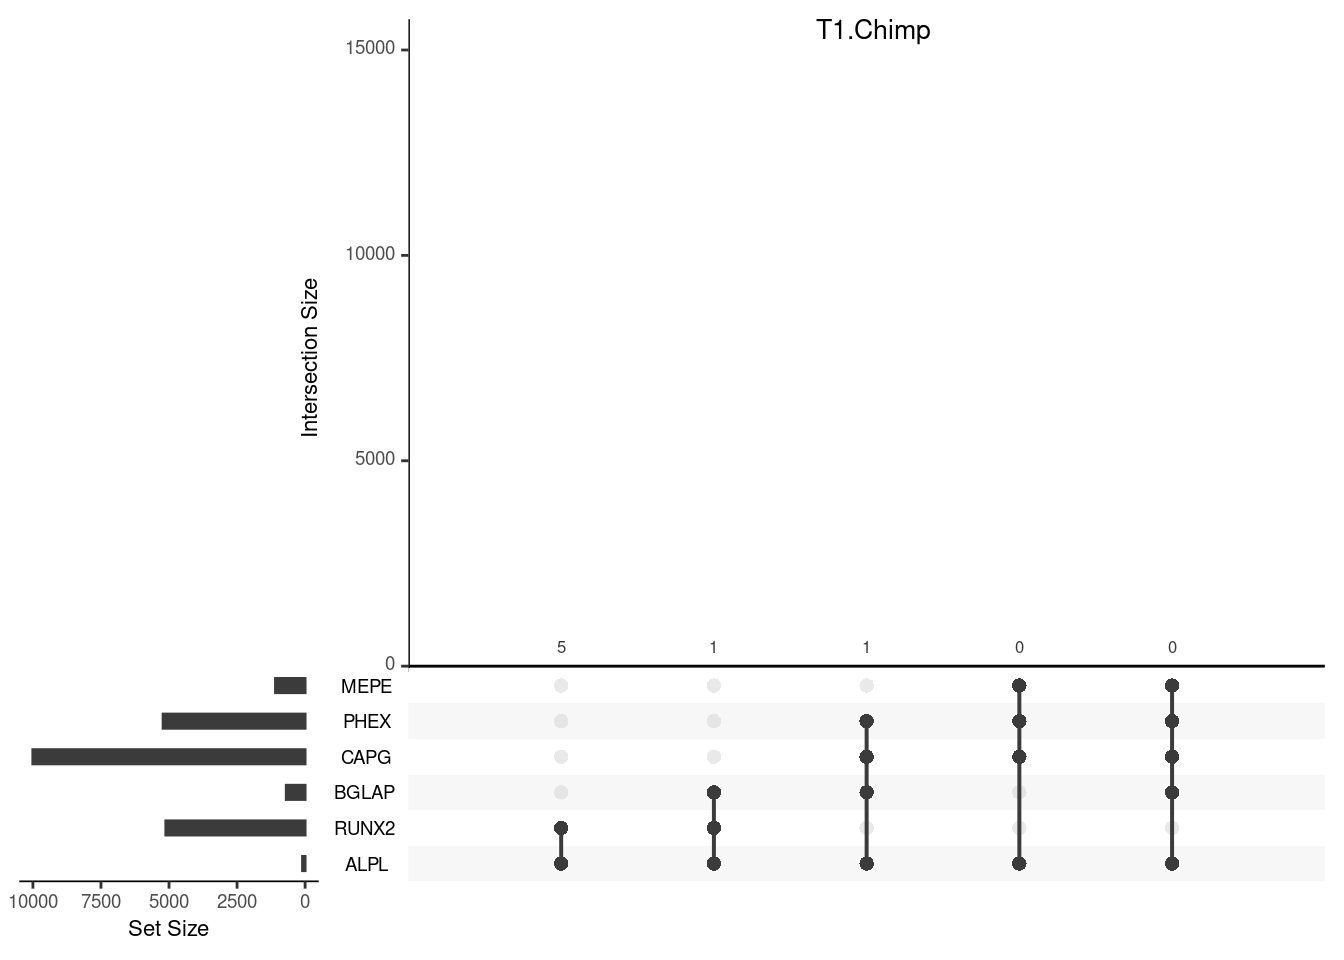 T1.Chimp
15000
10000
5000
0
Intersection Size
5 1 1 0 0
MEPE
PHEX
CAPG
BGLAP
RUNX2
ALPL
10000 7500 5000 2500 0
Set Size